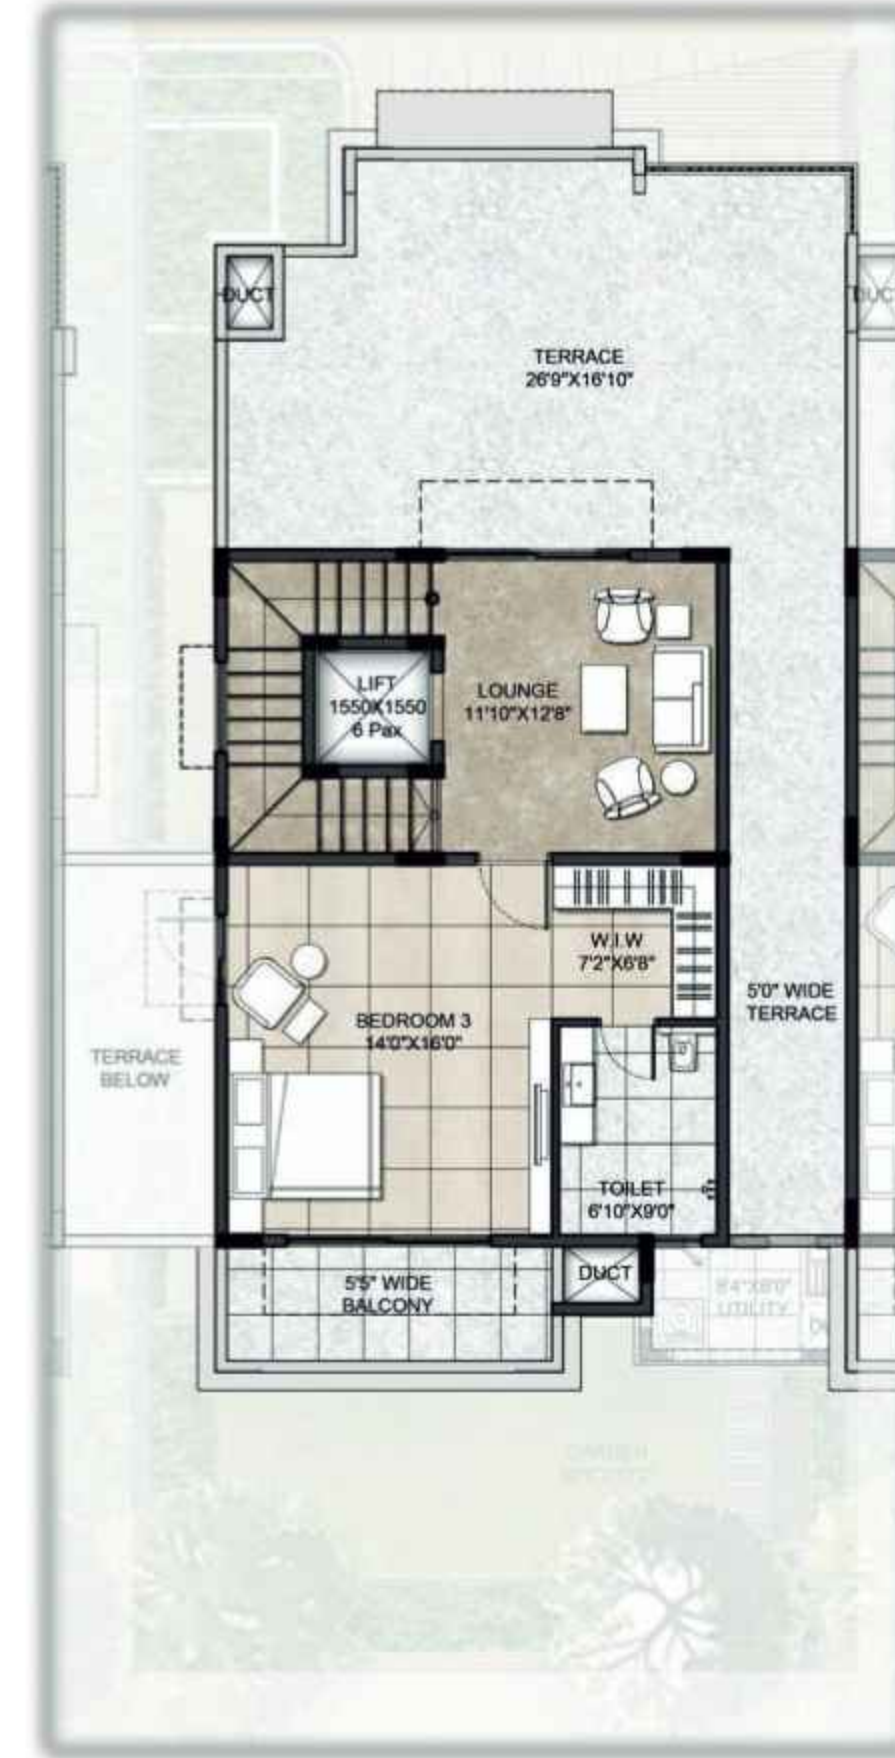 DUCT
TERRACE
26'9"X16'10"
LIFT
1550X1550
6 Pax
LOUNGE
11'10"X12'8"
W.I.W
7'2"X6'8"
BEDROOM 3
14'0"X16'0"
5'0" WIDE
TERRACE
TERRACE
BELOW
TOILET
6'10"X9'0"
5'5" WIDE
BALCONY
DUCT
UTILITY